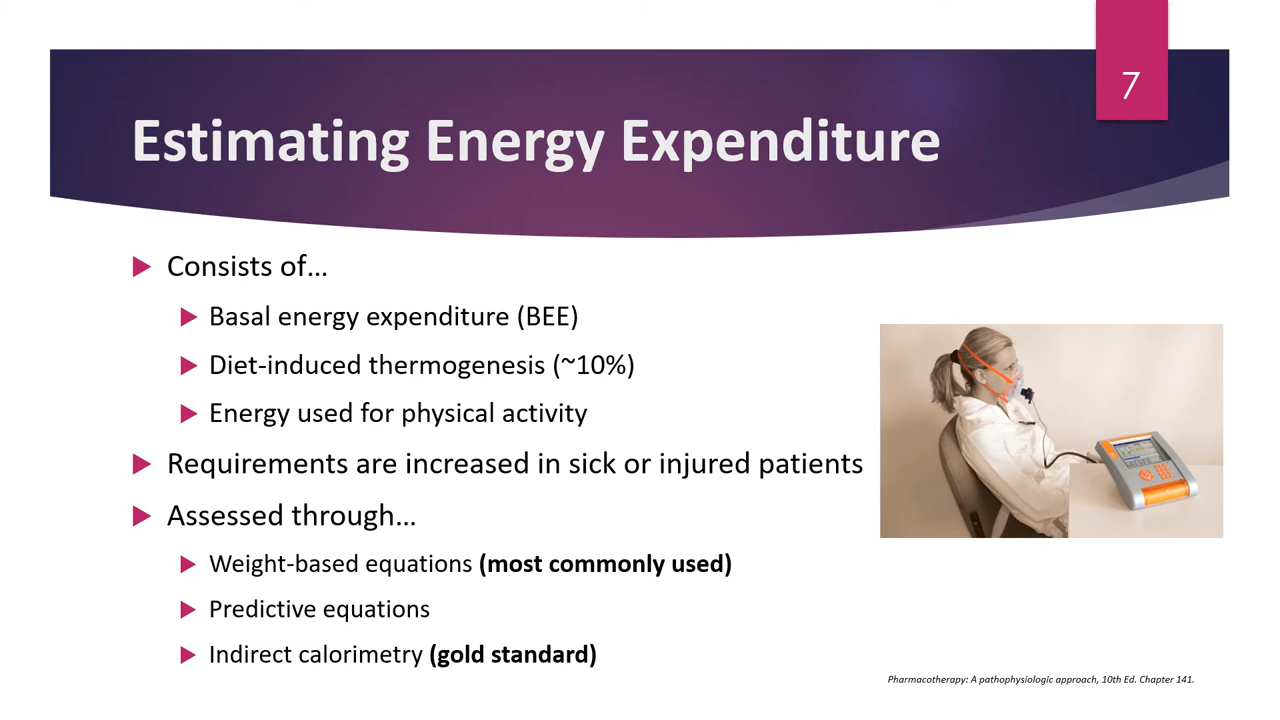 7
Estimating Energy Expenditure
Consists of...
Basal energy expenditure (BEE)
Diet-induced thermogenesis (~10%)
Energy used for physical activity
Requirements are increased in sick or injured patients
Assessed through...
Weight-based equations (most commonly used)
Predictive equations
Indirect calorimetry (gold standard)
Pharmacotherapy: A pathophysiologic approach, 10th Ed. Chapter 141.